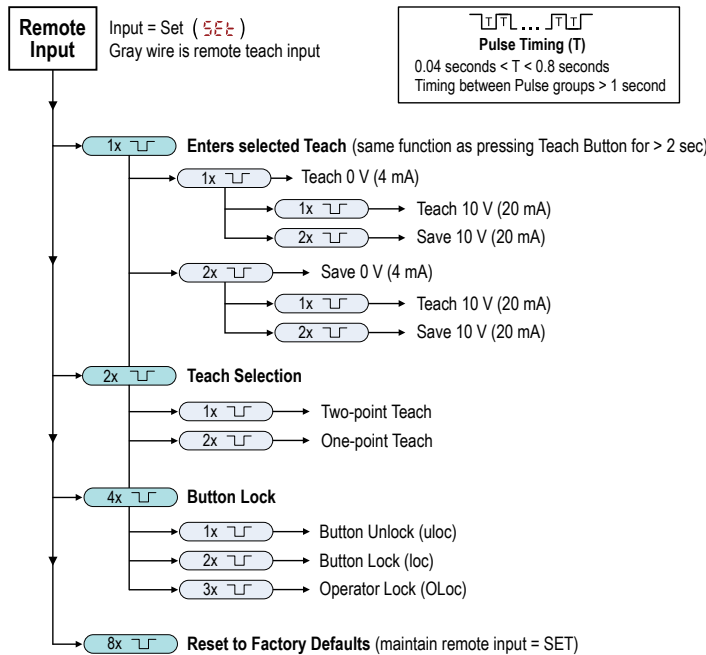 Remote
Input
Input = Set ( SEt )
Gray wire is remote teach input
T T ... T T
Pulse Timing (T)
0.04 seconds < T < 0.8 seconds
Timing between Pulse groups > 1 second
1x Enters selected Teach (same function as pressing Teach Button for > 2 sec)
1x Teach 0 V (4 mA)
1x Teach 10 V (20 mA)
2x Save 10 V (20 mA)
2x Save 0 V (4 mA)
1x Teach 10 V (20 mA)
2x Save 10 V (20 mA)
2x Teach Selection
1x Two-point Teach
2x One-point Teach
4x Button Lock
1x Button Unlock (uloc)
2x Button Lock (loc)
3x Operator Lock (OLoc)
8x Reset to Factory Defaults (maintain remote input = SET)